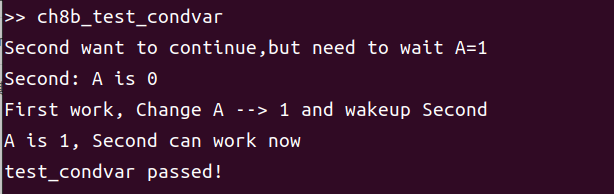 >> ch8b_test_condvar
Second want to continue,but need to wait A=1
Second: A is 0
First work, Change A --> 1 and wakeup Second
A is 1, Second can work now
test_condvar passed!